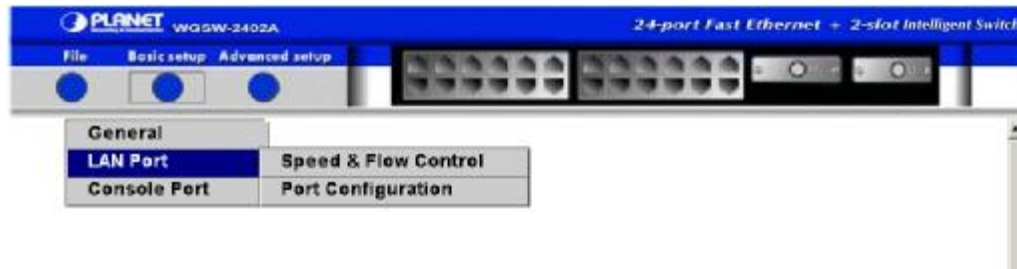 PLANET WGSW-2402A
24-port Fast Ethernet + 2-slot Intelligent Switch
File Basic setup Advanced setup
General
LAN Port
Speed & Flow Control
Console Port
Port Configuration